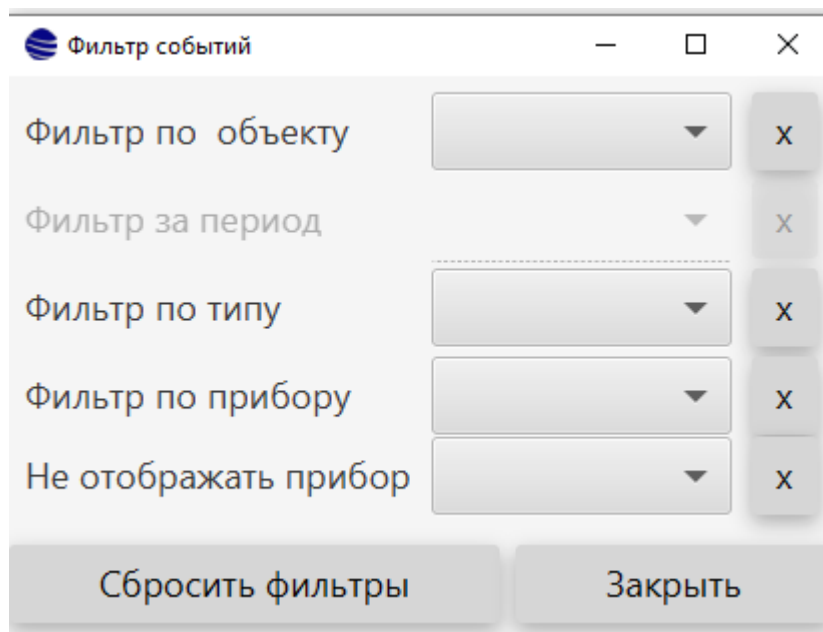 Фильтр событий
Фильтр по объекту x
Фильтр за период x
Фильтр по типу x
Фильтр по прибору x
Не отображать прибор x
Сбросить фильтры Закрыть